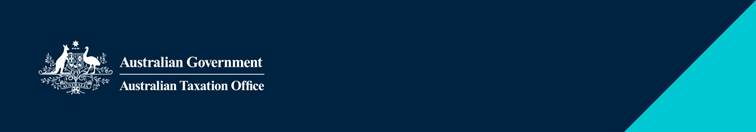 Australian Government
Australian Taxation Office